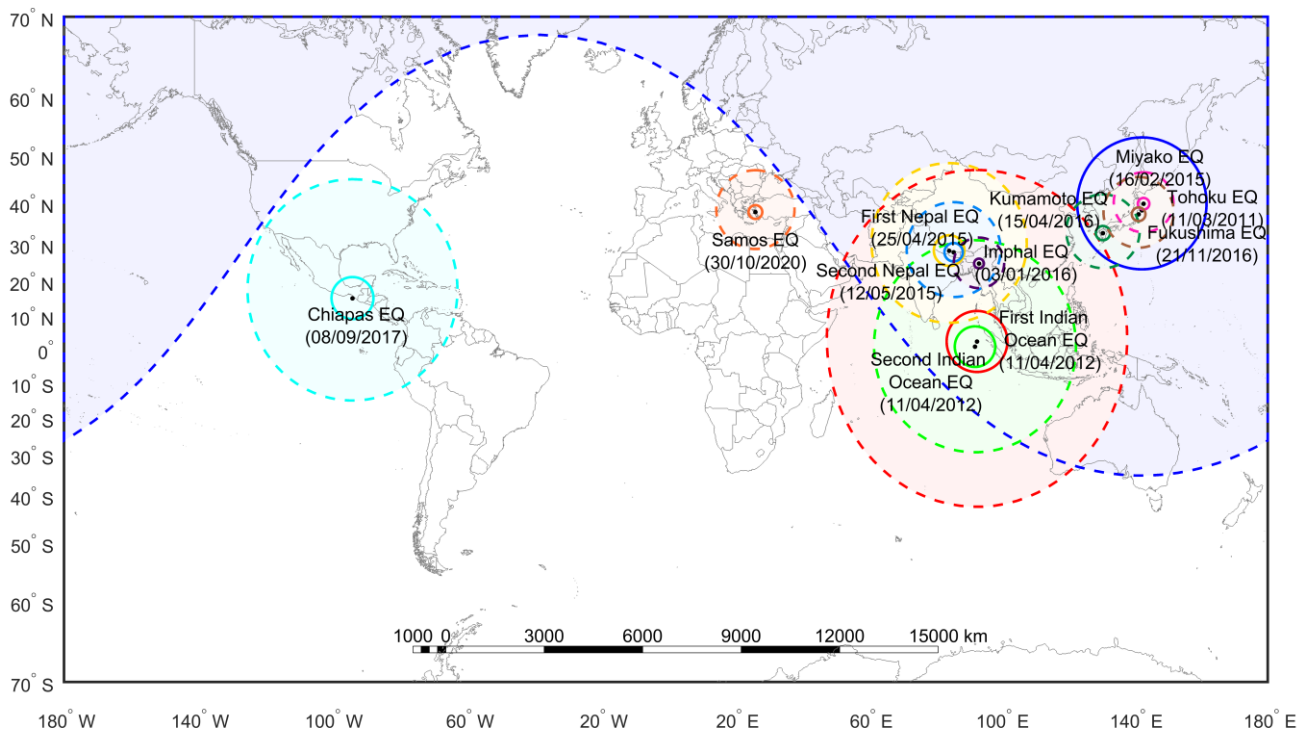 70° N
60° N
50° N
40° N
30° N
20° N
10° N
0°
10° S
20° S
30° S
40° S
50° S
60° S
70° S
Miyako EQ
(16/02/2015)
Tohoku EQ
(11/03/2011)
Kumamoto EQ
(15/04/2016)
Fukushima EQ
(21/11/2016)
First Nepal EQ
(25/04/2015)
Samos EQ
(30/10/2020)
Imphal EQ
(03/01/2016)
Second Nepal EQ
(12/05/2015)
Chiapas EQ
(08/09/2017)
First Indian
Ocean EQ
(11/04/2012)
Second Indian
Ocean EQ
(11/04/2012)
1000 0 3000 6000 9000 12000 15000 km
180° W 140° W 100° W 60° W 20° W 20° E 60° E 100° E 140° E 180° E